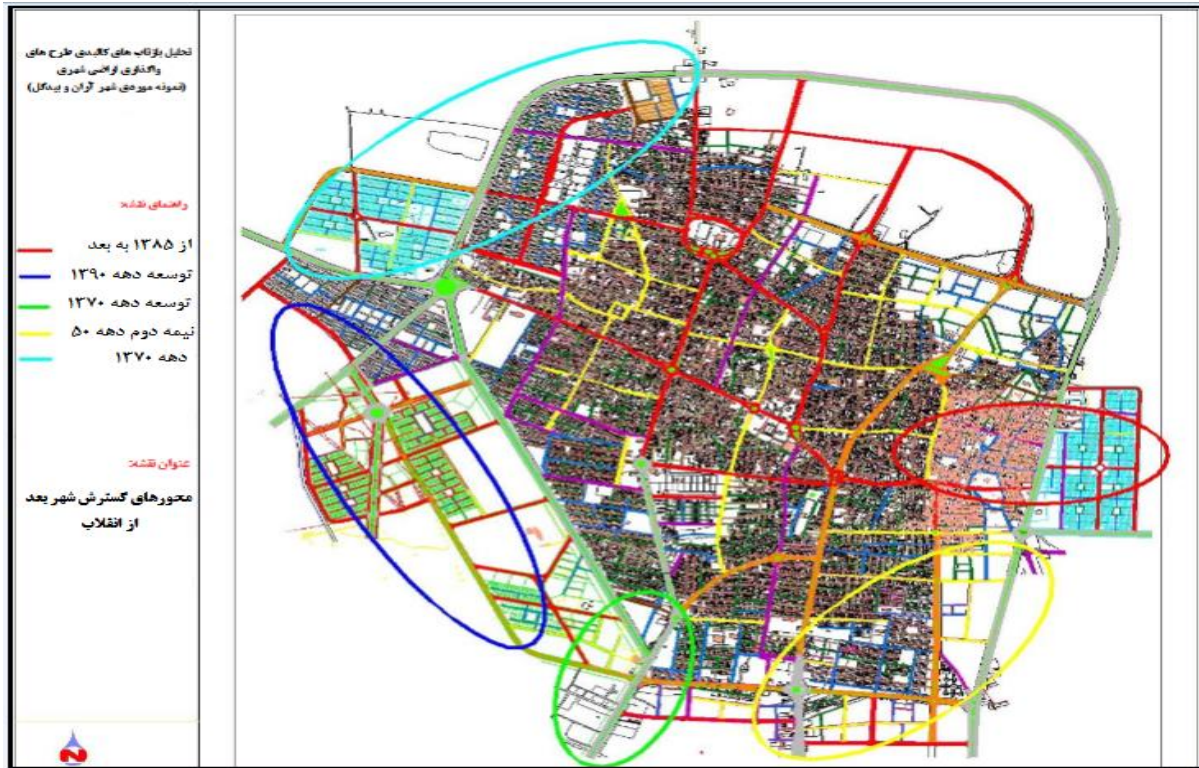 تحلیل بازتاب های کالبدی طرح های
واگذاری اراضی شهری
(نمونه موردی شهر آران و بیدگل)
راهنمای نقشه:
از ۱۳۸۵ به بعد
توسعه دهه ۱۳۹۰
توسعه دهه ۱۳۷۰
نیمه دوم دهه ۵۰
دهه ۱۳۷۰
عنوان نقشه:
محورهای گسترش شهر بعد
از انقلاب
N